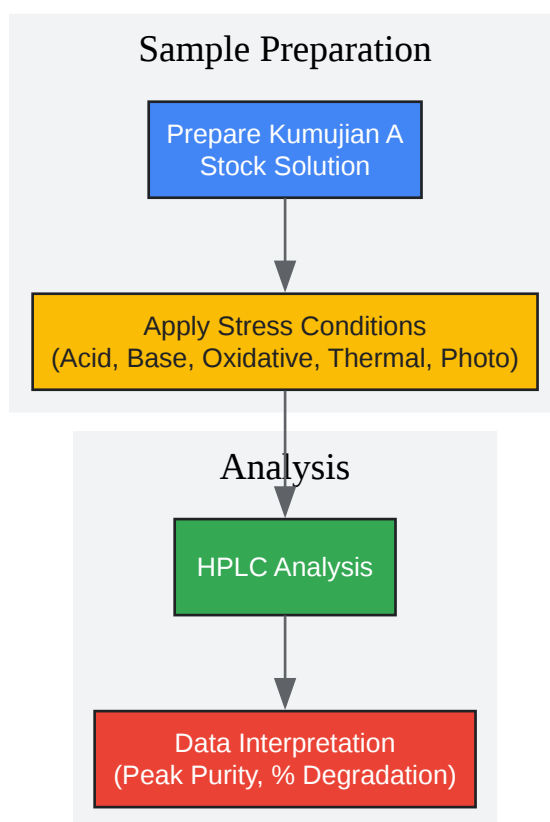 Sample Preparation
Prepare Kumujian A
Stock Solution
Apply Stress Conditions
(Acid, Base, Oxidative, Thermal, Photo)
Analysis
HPLC Analysis
Data Interpretation
(Peak Purity, % Degradation)